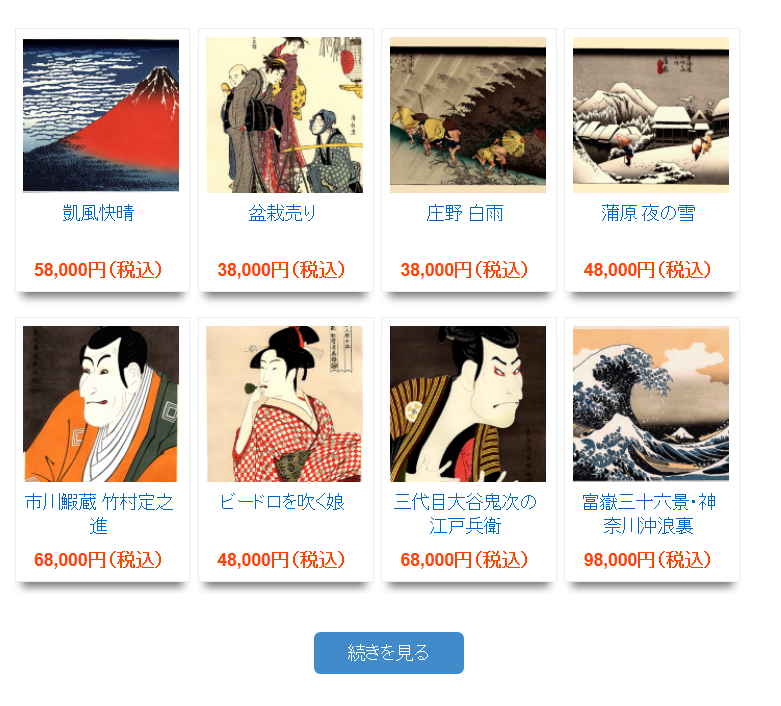 凱風快晴
盆栽売り
庄野 白雨
蒲原 夜の雪
58,000円(税込)
38,000円(税込)
38,000円(税込)
48,000円(税込)
市川鰕蔵 竹村定之
進
ビードロを吹く娘
三代目大谷鬼次の
江戸兵衛
富嶽三十六景・神
奈川沖浪裏
68,000円(税込)
48,000円(税込)
68,000円(税込)
98,000円(税込)
続きを見る